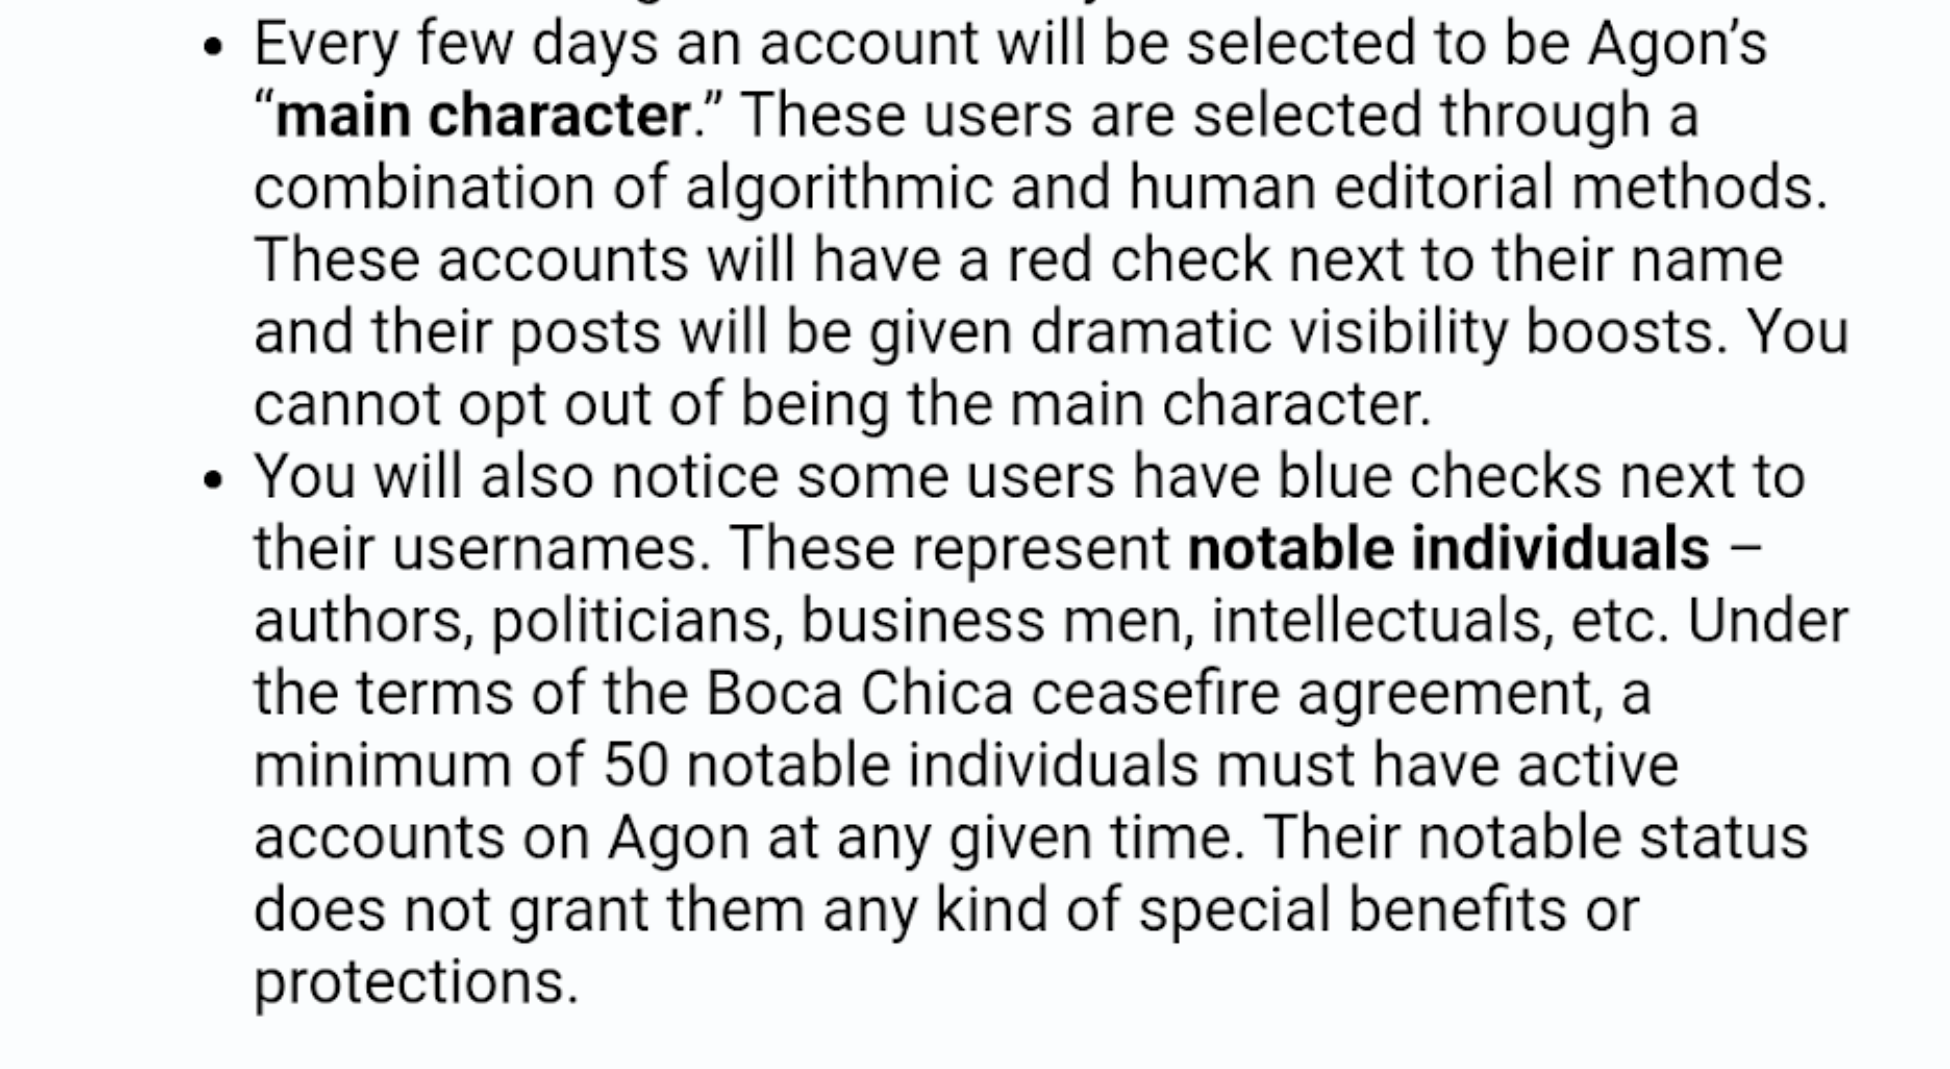 • Every few days an account will be selected to be Agon’s
“main character.” These users are selected through a
combination of algorithmic and human editorial methods.
These accounts will have a red check next to their name
and their posts will be given dramatic visibility boosts. You
cannot opt out of being the main character.
• You will also notice some users have blue checks next to
their usernames. These represent notable individuals –
authors, politicians, business men, intellectuals, etc. Under
the terms of the Boca Chica ceasefire agreement, a
minimum of 50 notable individuals must have active
accounts on Agon at any given time. Their notable status
does not grant them any kind of special benefits or
protections.